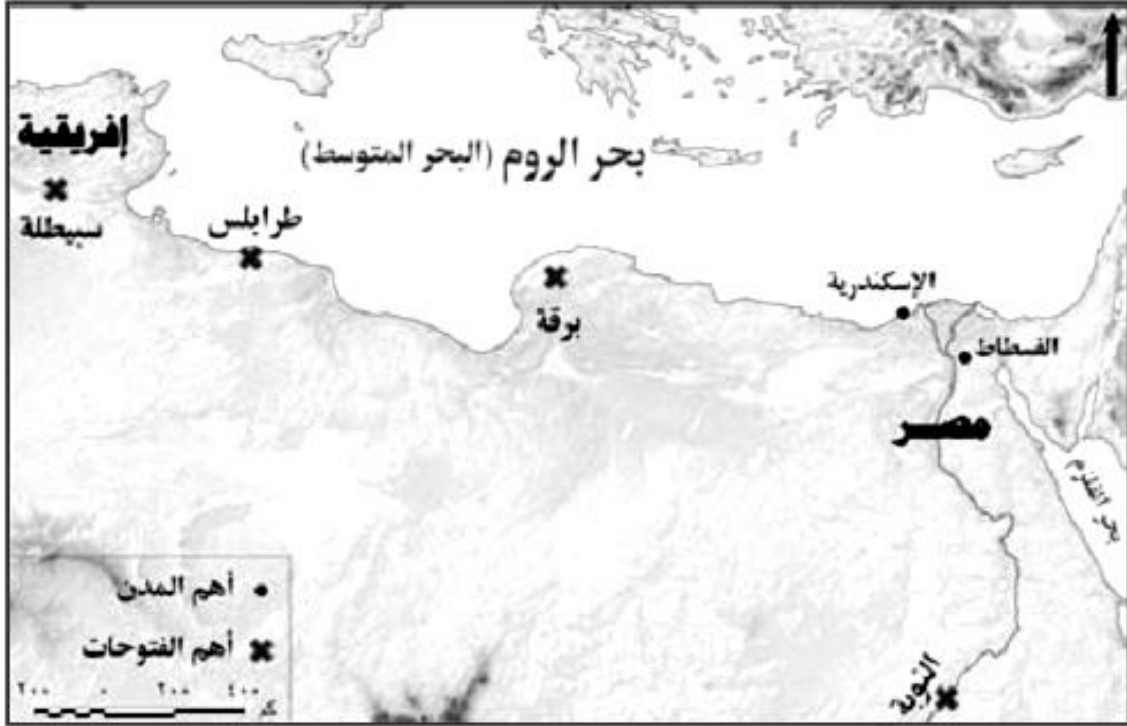 إفريقية
بحر الروم (البحر المتوسط)
سبيطلة
طرابلس
برقة
الإسكندرية
الفسطاط
مصر
بحر القلزم
النوبة
أهم المدن
أهم الفتوحات
٢٠٠ ٠ ٢٠٠ ٤٠٠
كم